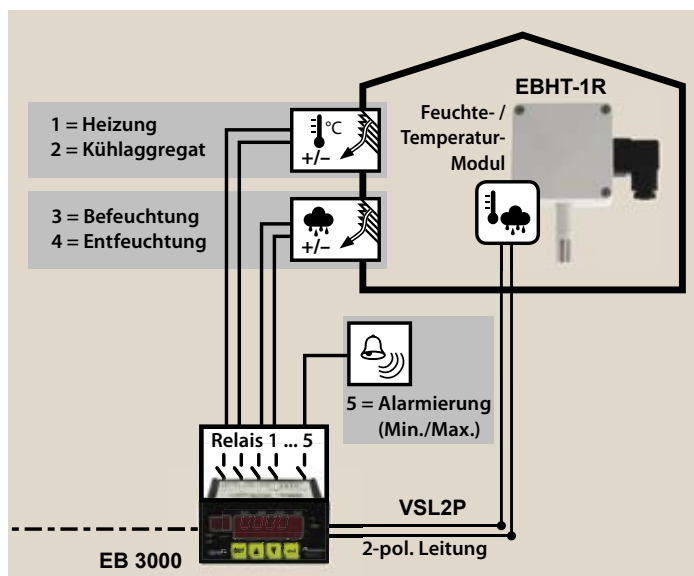 EBHT-1R
Feuchte- /
Temperatur-
Modul
1 = Heizung
2 = Kühlaggregat
°C
+/–
3 = Befeuchtung
4 = Entfeuchtung
+/–
5 = Alarmierung
(Min./Max.)
Relais 1 ... 5
VSL2P
2-pol. Leitung
EB 3000